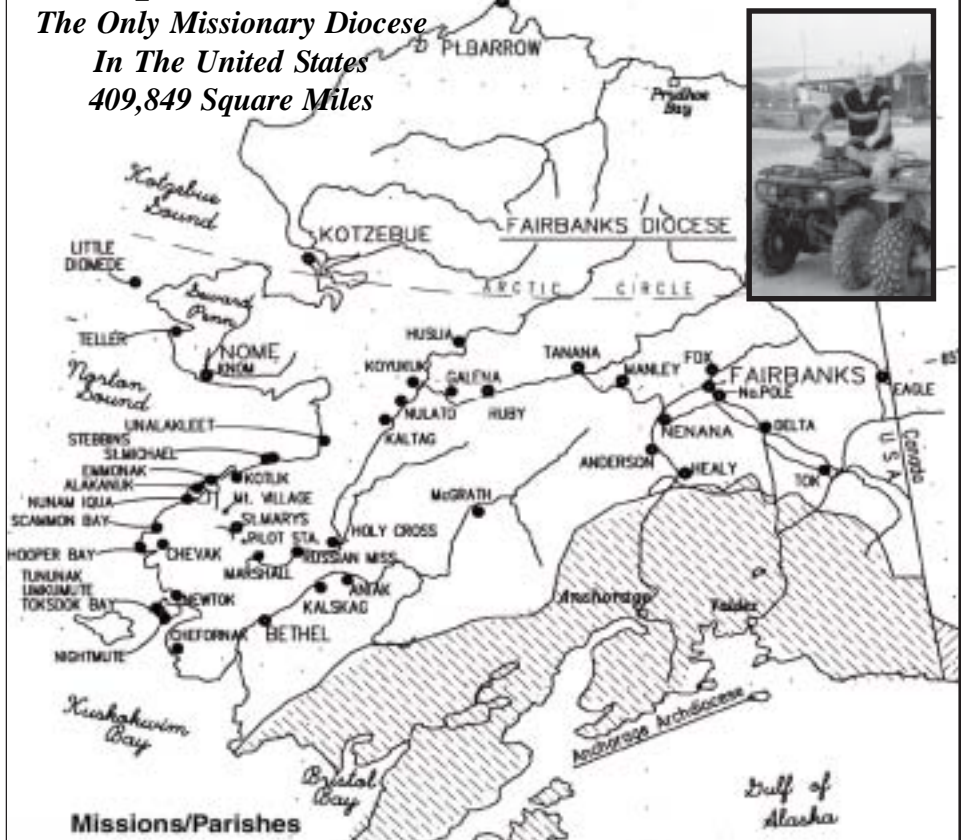 The Only Missionary Diocese
In The United States
409,849 Square Miles
Pt.BARROW
Prudhoe
Bay
Kotzebue
Sound
KOTZEBUE
FAIRBANKS DIOCESE
LITTLE
DIOMEDE
ARCTIC CIRCLE
Seward
Penn
TELLER
NOME
KNOM
HUSLIA
KOYUKUK
GALENA
TANANA
MANLEY
FOX
FAIRBANKS
No.POLE
EAGLE
65°
Norton
Sound
NULATO
RUBY
KALTAG
NENANA
DELTA
UNALAKLEET
STEBBINS
St.MICHAEL
ANDERSON
HEALY
TOK
U.S.A.
Canada
EMMONAK
KOTLIK
ALAKANUK
NUNAM IQUA
Mt. VILLAGE
McGRATH
SCAMMON BAY
St.MARYS
PILOT STA.
HOLY CROSS
HOOPER BAY
CHEVAK
RUSSIAN MISS.
MARSHALL
TUNUNAK
UMKUMUTE
TOKSOOK BAY
NEWTOK
ANIAK
KALSKAG
Anchorage
Valdez
CHEFORNAK
BETHEL
NIGHTMUTE
Kuskokwim
Bay
Anchorage Archdiocese
Bristol
Bay
Gulf of
Alaska
Missions/Parishes